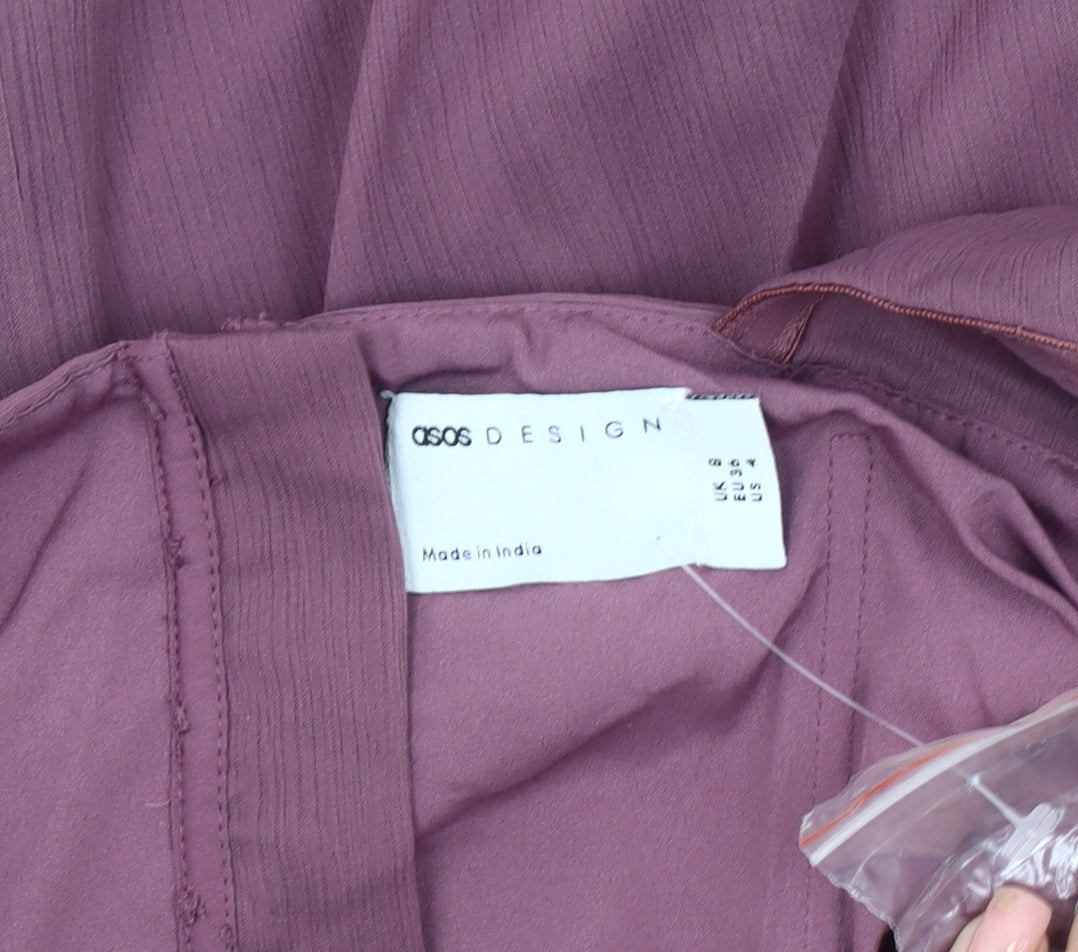 asos DESIGN
Made in India
UK 8
EU 36
US 4